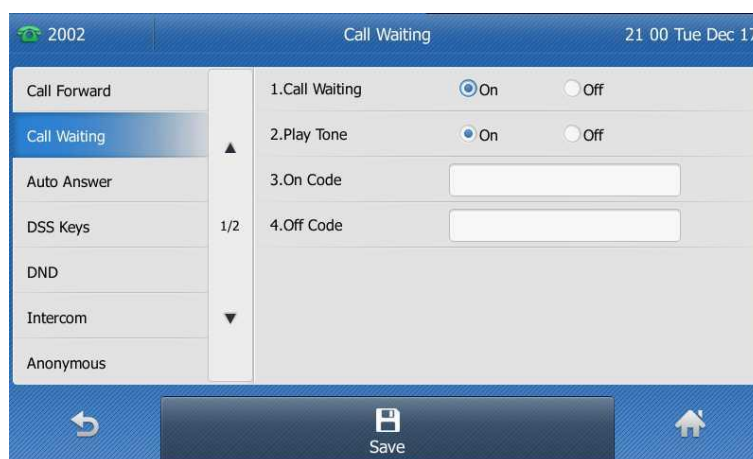 2002 Call Waiting 21 00 Tue Dec 17
Call Forward
Call Waiting
Auto Answer
DSS Keys
DND
Intercom
Anonymous
1/2
1.Call Waiting On Off
2.Play Tone On Off
3.On Code
4.Off Code
Save